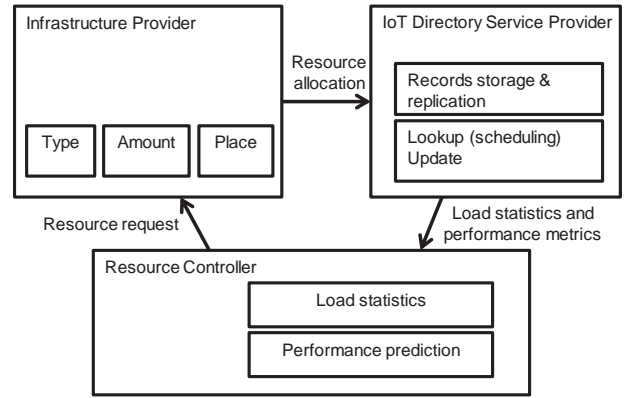 Infrastructure Provider
IoT Directory Service Provider
Resource
allocation
Records storage &
replication
Type
Amount
Place
Lookup (scheduling)
Update
Resource request
Load statistics and
performance metrics
Resource Controller
Load statistics
Performance prediction